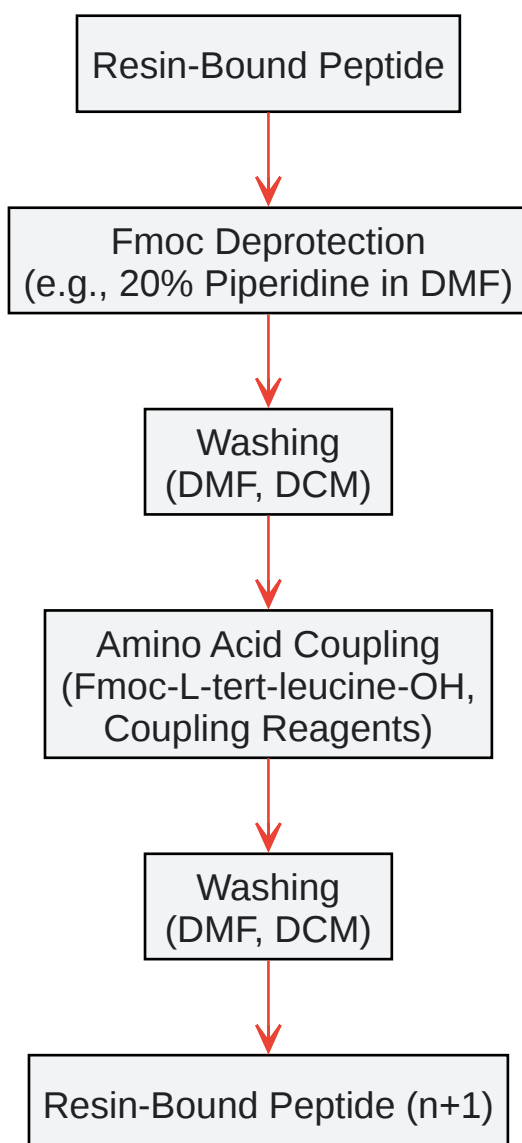 Resin-Bound Peptide
Fmoc Deprotection
(e.g., 20% Piperidine in DMF)
Washing
(DMF, DCM)
Amino Acid Coupling
(Fmoc-L-tert-leucine-OH,
Coupling Reagents)
Washing
(DMF, DCM)
Resin-Bound Peptide (n+1)